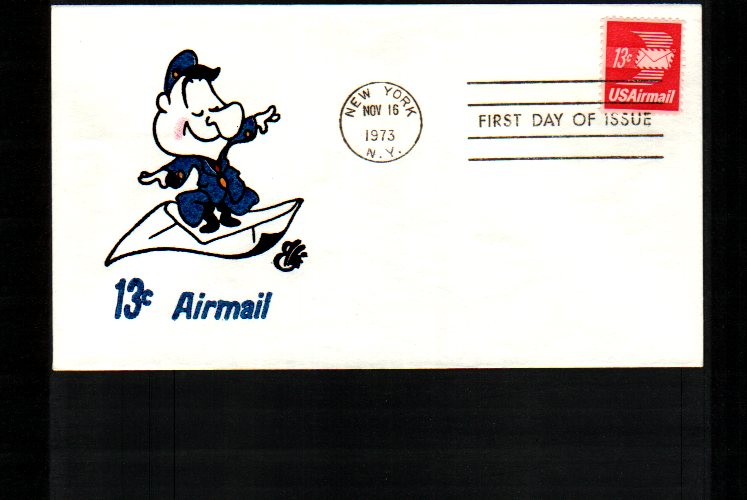 NEW YORK
NOV 16
1973
N.Y.
13c
USAirmail
FIRST DAY OF ISSUE
13c Airmail